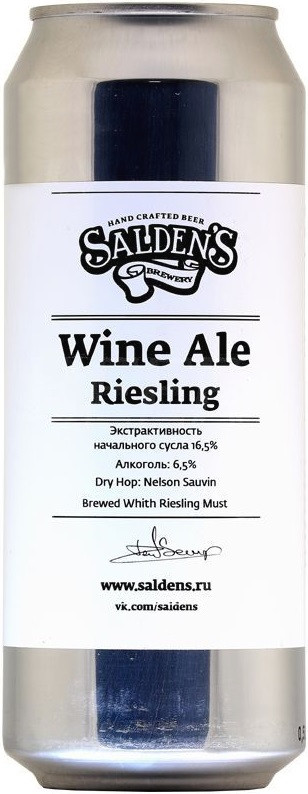 HAND CRAFTED BEER
SALDEN'S
BREWERY
Wine Ale
Riesling
Экстрактивность
начального сусла 16,5%
Алкоголь: 6,5%
Dry Hop: Nelson Sauvin
Brewed Whith Riesling Must
www.saldens.ru
vk.com/saldens